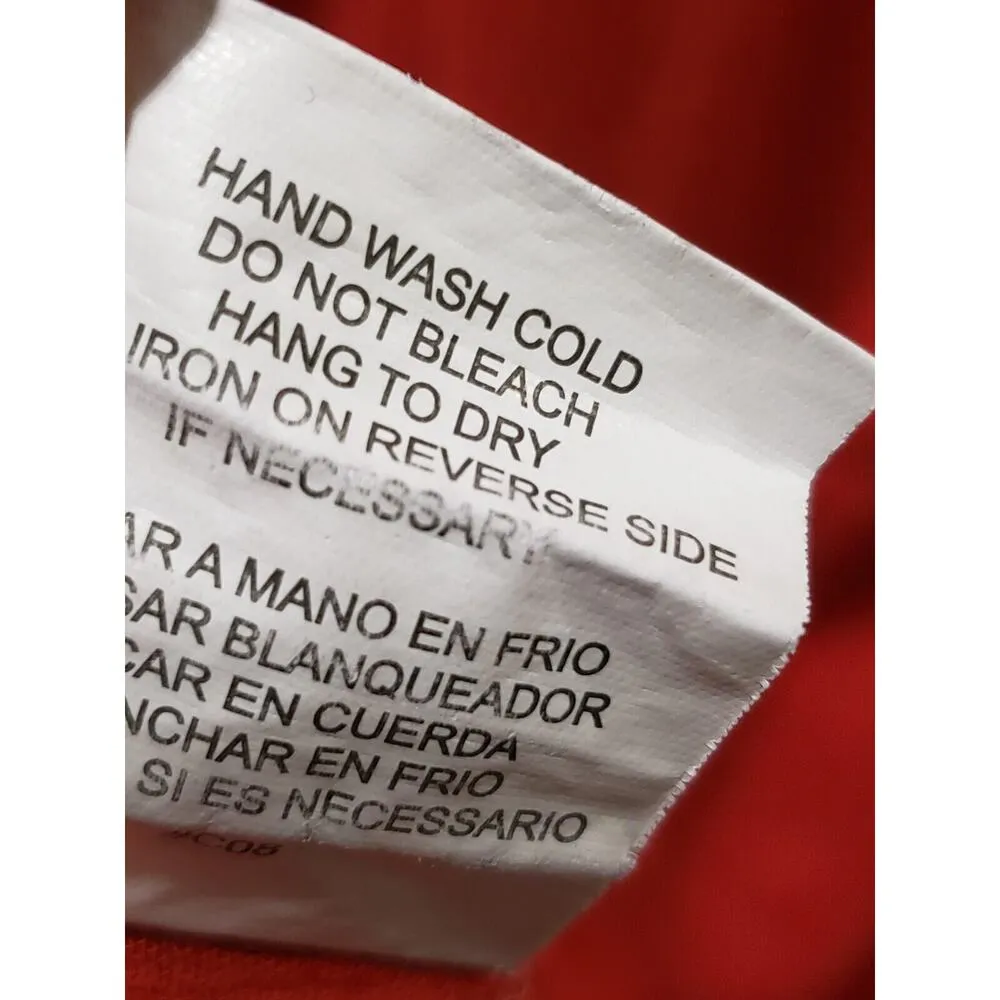 HAND WASH COLD
DO NOT BLEACH
HANG TO DRY
IRON ON REVERSE SIDE
IF NECESSARY
AR A MANO EN FRIO
SAR BLANQUEADOR
CAR EN CUERDA
NCHAR EN FRIO
SI ES NECESSARIO